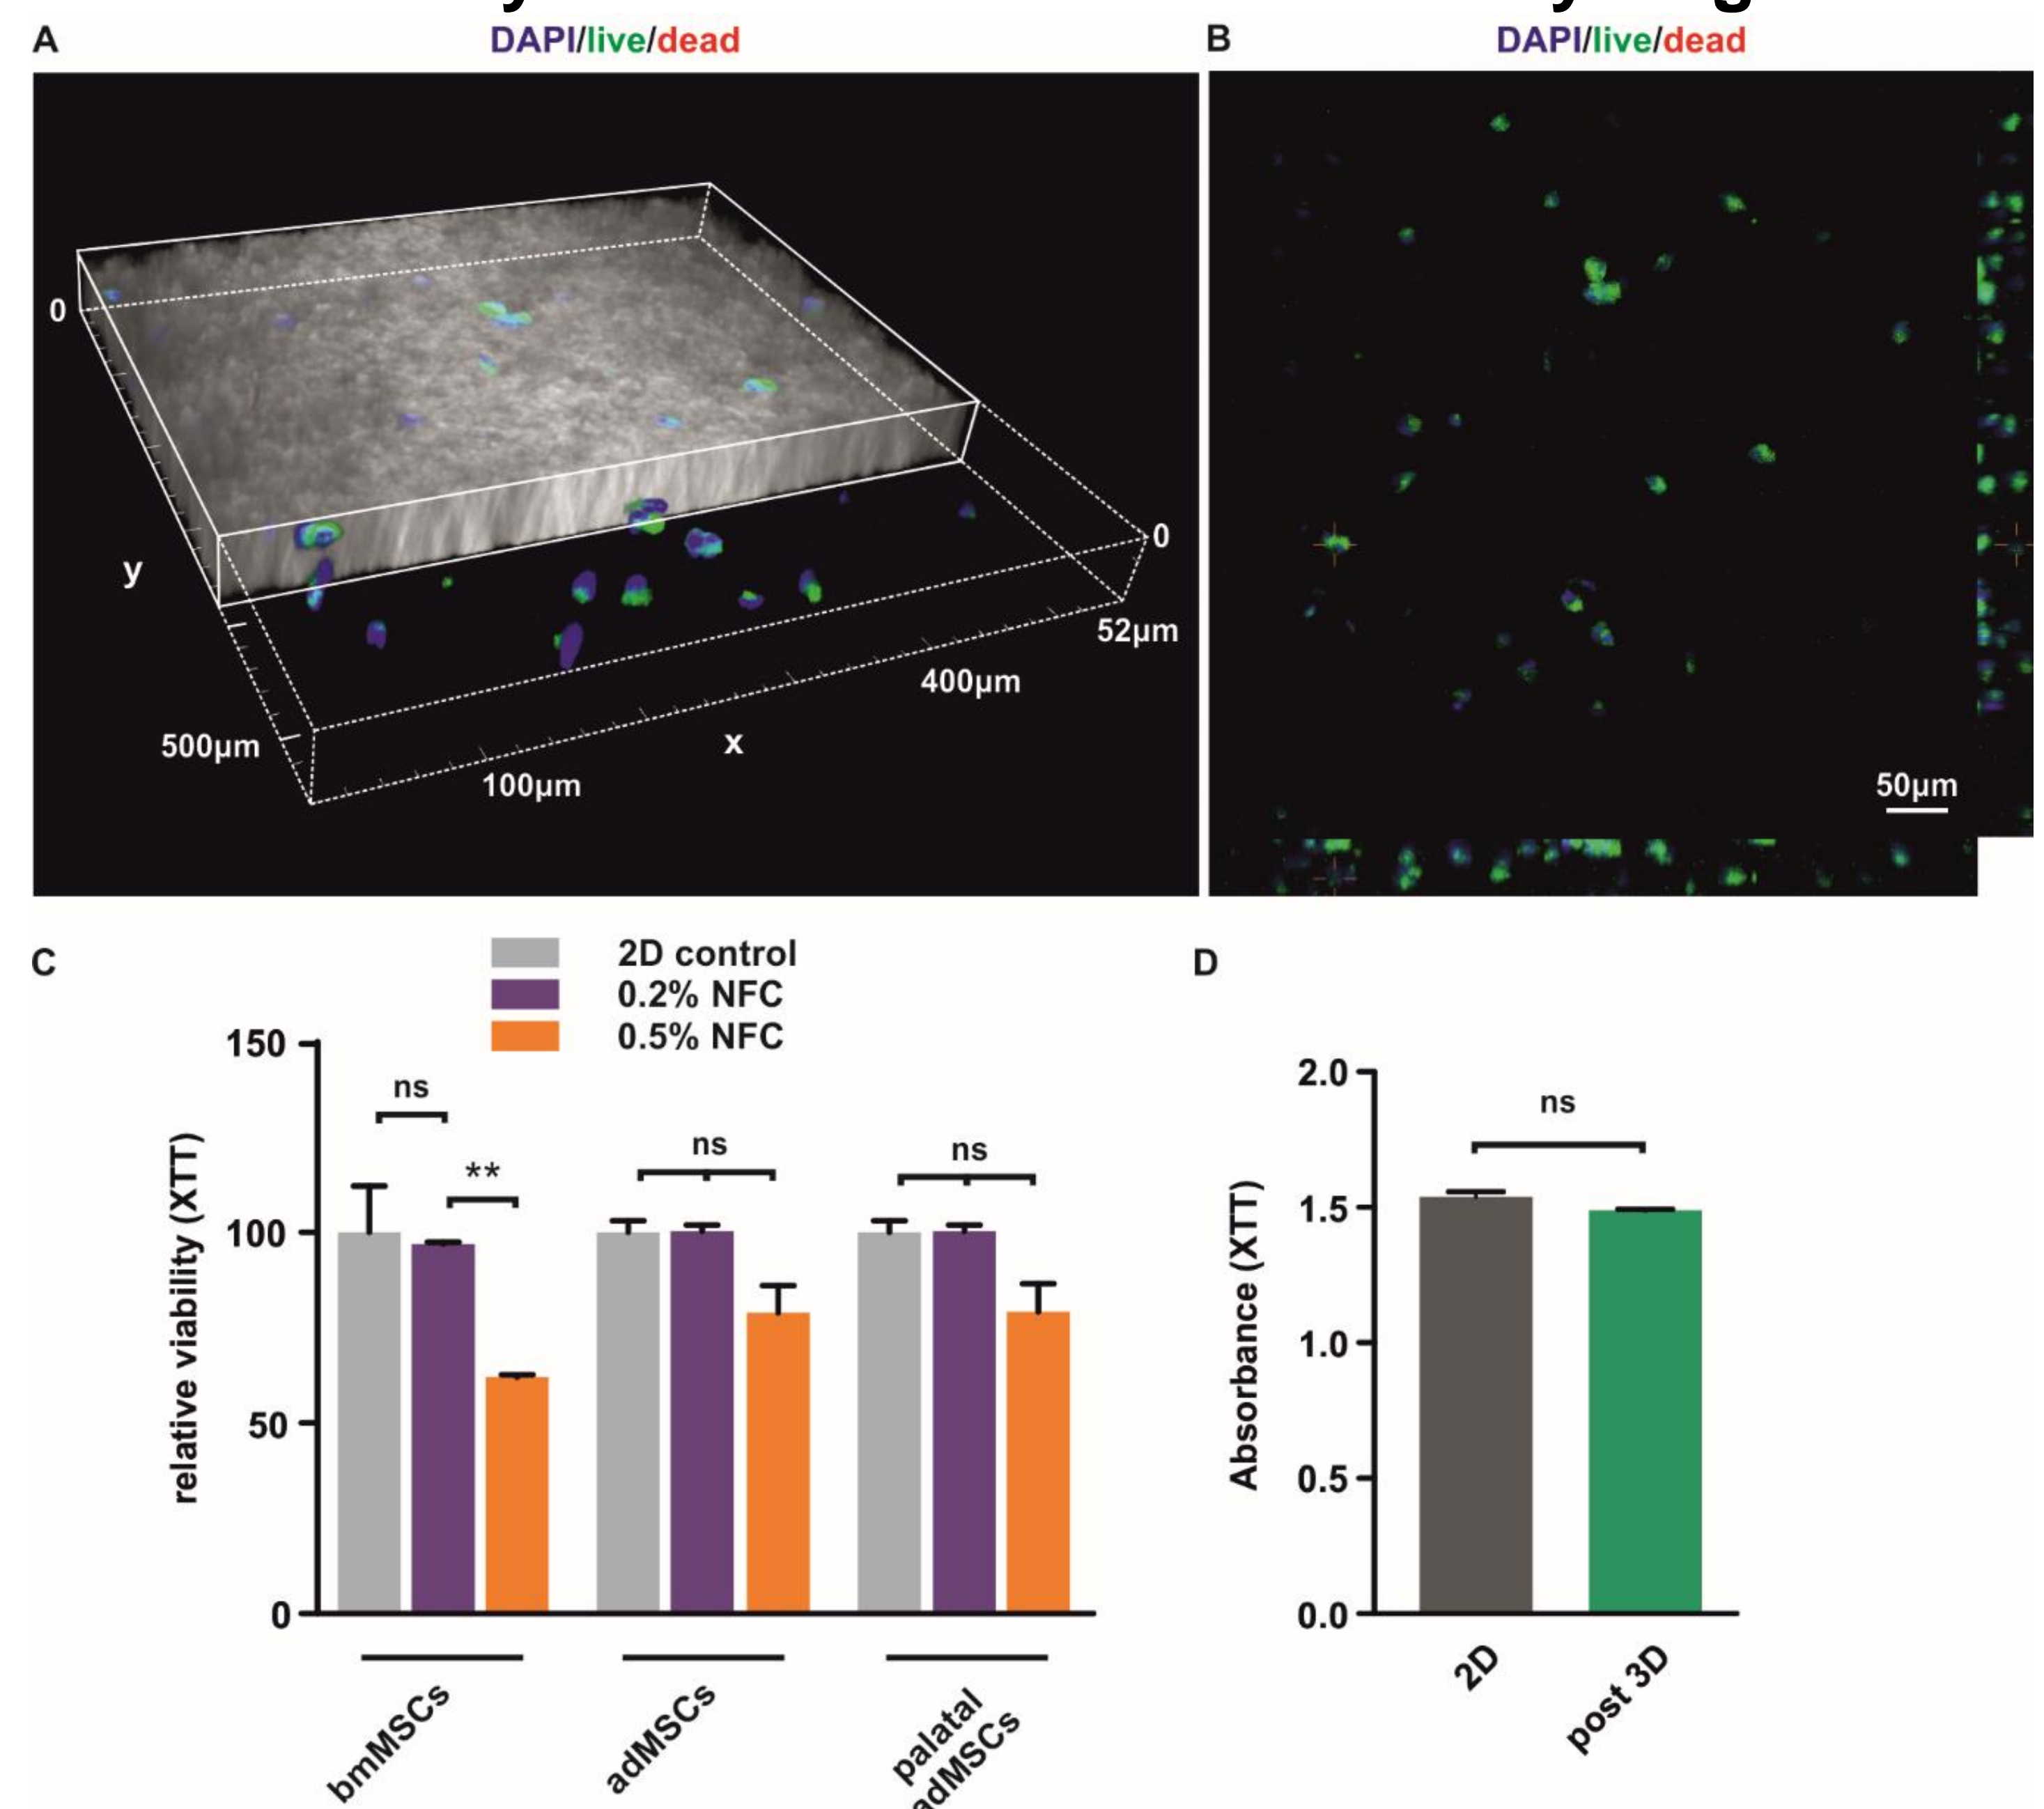 A
DAPI/live/dead
B
DAPI/live/dead
0
0
y
52µm
400µm
x
500µm
100µm
50µm
C
2D control
0.2% NFC
0.5% NFC
D
150
100
50
0
relative viability (XTT)
ns
**
ns
ns
bmMSCs
adMSCs
palatal
adMSCs
2.0
1.5
1.0
0.5
0.0
Absorbance (XTT)
ns
2D
post 3D